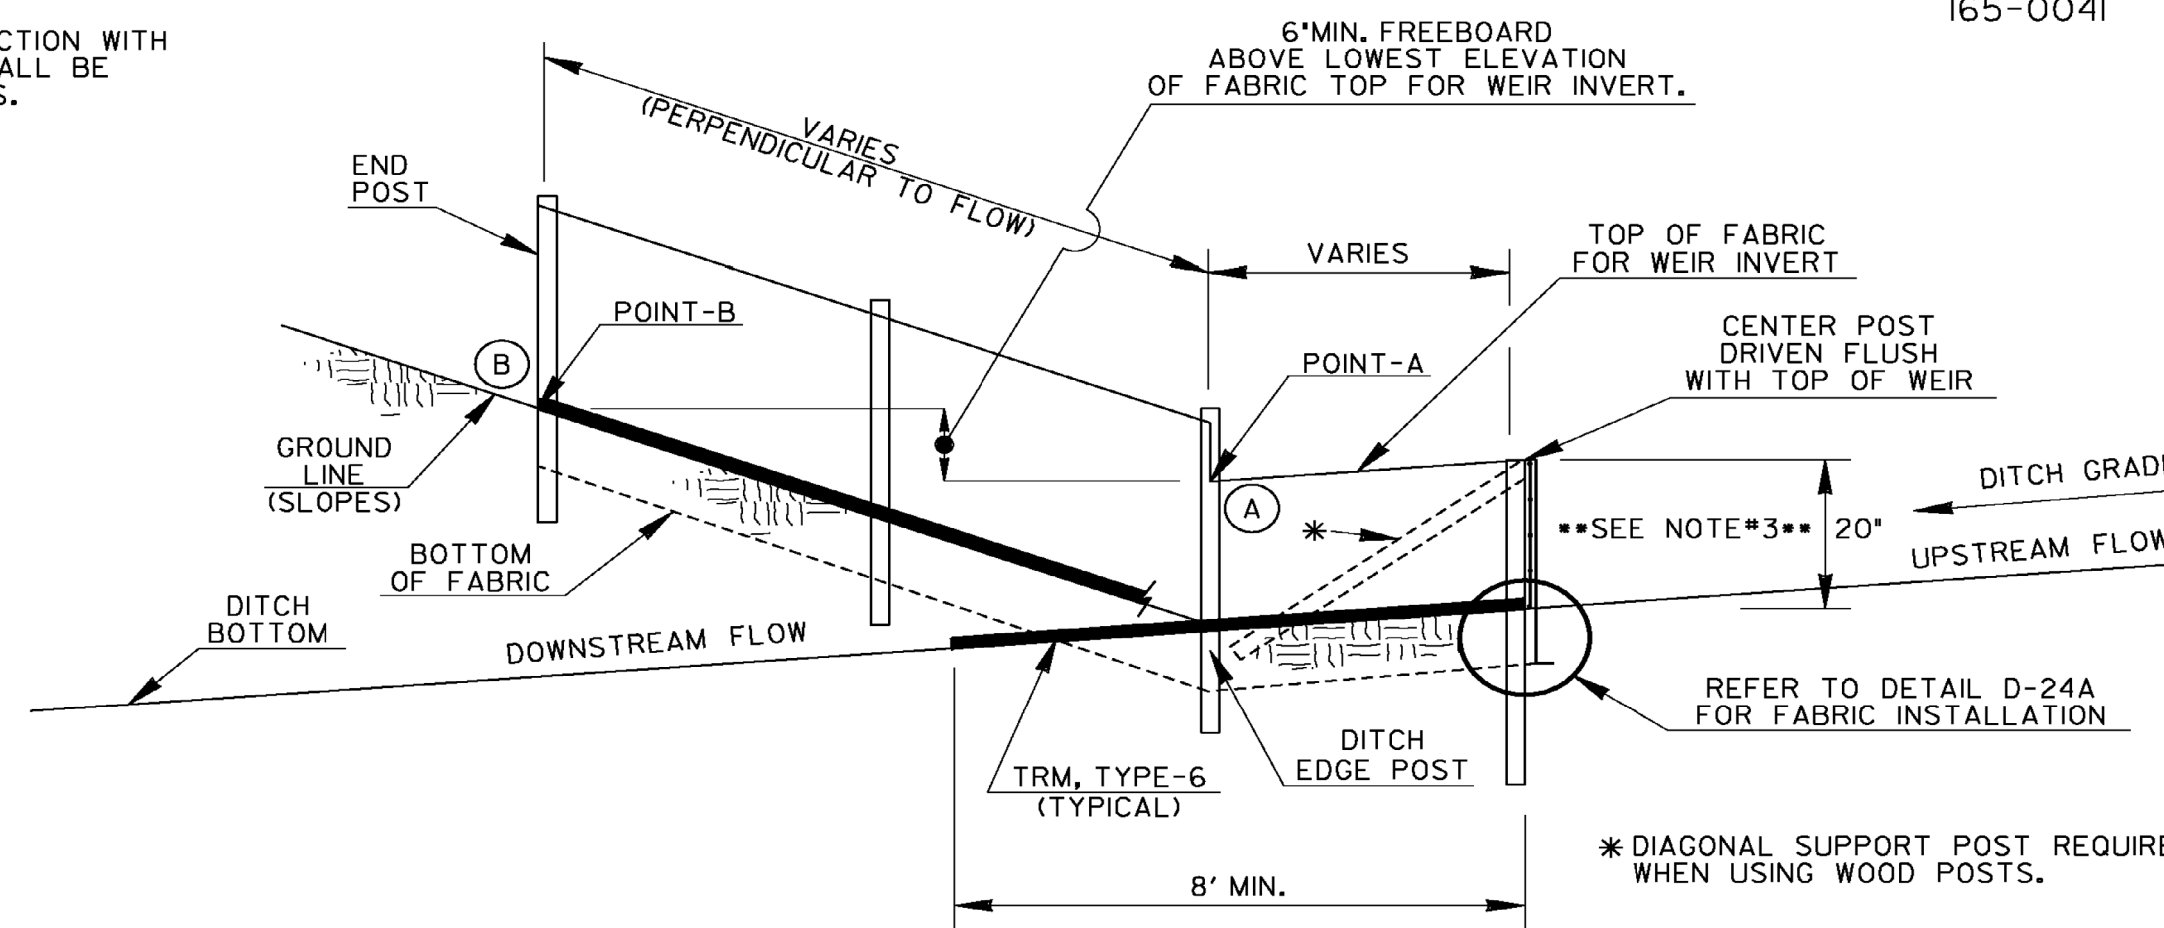 165-0041
CTION WITH
ALL BE
S.
6"MIN. FREEBOARD
ABOVE LOWEST ELEVATION
OF FABRIC TOP FOR WEIR INVERT.
VARIES
(PERPENDICULAR TO FLOW)
END
POST
VARIES
TOP OF FABRIC
FOR WEIR INVERT
POINT-B
B
CENTER POST
DRIVEN FLUSH
WITH TOP OF WEIR
POINT-A
A
GROUND
LINE
(SLOPES)
DITCH GRADE
*
**SEE NOTE#3** 20"
UPSTREAM FLOW
BOTTOM
OF FABRIC
DITCH
BOTTOM
DOWNSTREAM FLOW
REFER TO DETAIL D-24A
FOR FABRIC INSTALLATION
DITCH
EDGE POST
TRM, TYPE-6
(TYPICAL)
8' MIN.
* DIAGONAL SUPPORT POST REQUIRE
WHEN USING WOOD POSTS.